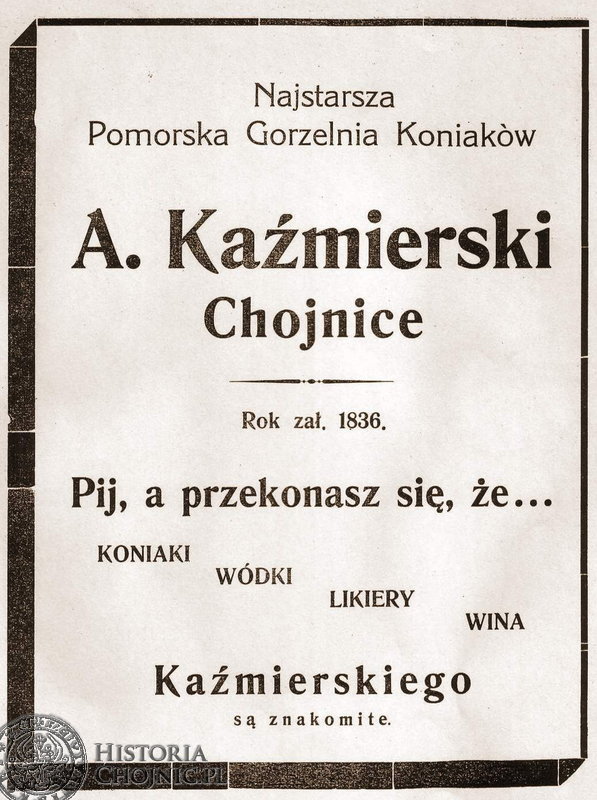 Najstarsza
Pomorska Gorzelnia Koniaków
A. Kaźmierski
Chojnice
Rok zał. 1836.
Pij, a przekonasz się, że...
KONIAKI
WÓDKI
LIKIERY
WINA
Kaźmierskiego
są znakomite.
HISTORIA
CHOJNIC.PL